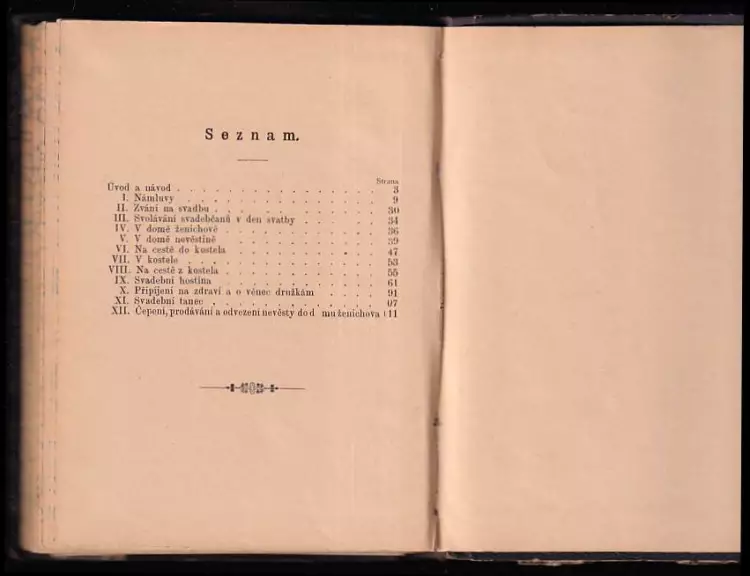 Seznam.
Strana
Úvod a návod . . . . . . . . . . . . . . . 3
I. Námluvy . . . . . . . . . . . . . . 9
II. Zvání na svadbu . . . . . . . . . . . 30
III. Svolávání svadebčanů v den svatby . . . . . . 34
IV. V domě ženichově . . . . . . . . . . . 36
V. V domě nevěstině . . . . . . . . . . . 39
VI. Na cestě do kostela . . . . . . . . . . 47
VII. V kostele . . . . . . . . . . . . . . 53
VIII. Na cestě z kostela . . . . . . . . . . . 55
IX. Svadební hostina . . . . . . . . . . . 61
X. Připíjení na zdraví a o věnec družkám . . . . 91
XI. Svadební tanec . . . . . . . . . . . . 97
XII. Čepení, prodávání a odvezení nevěsty do d mu ženichova 111